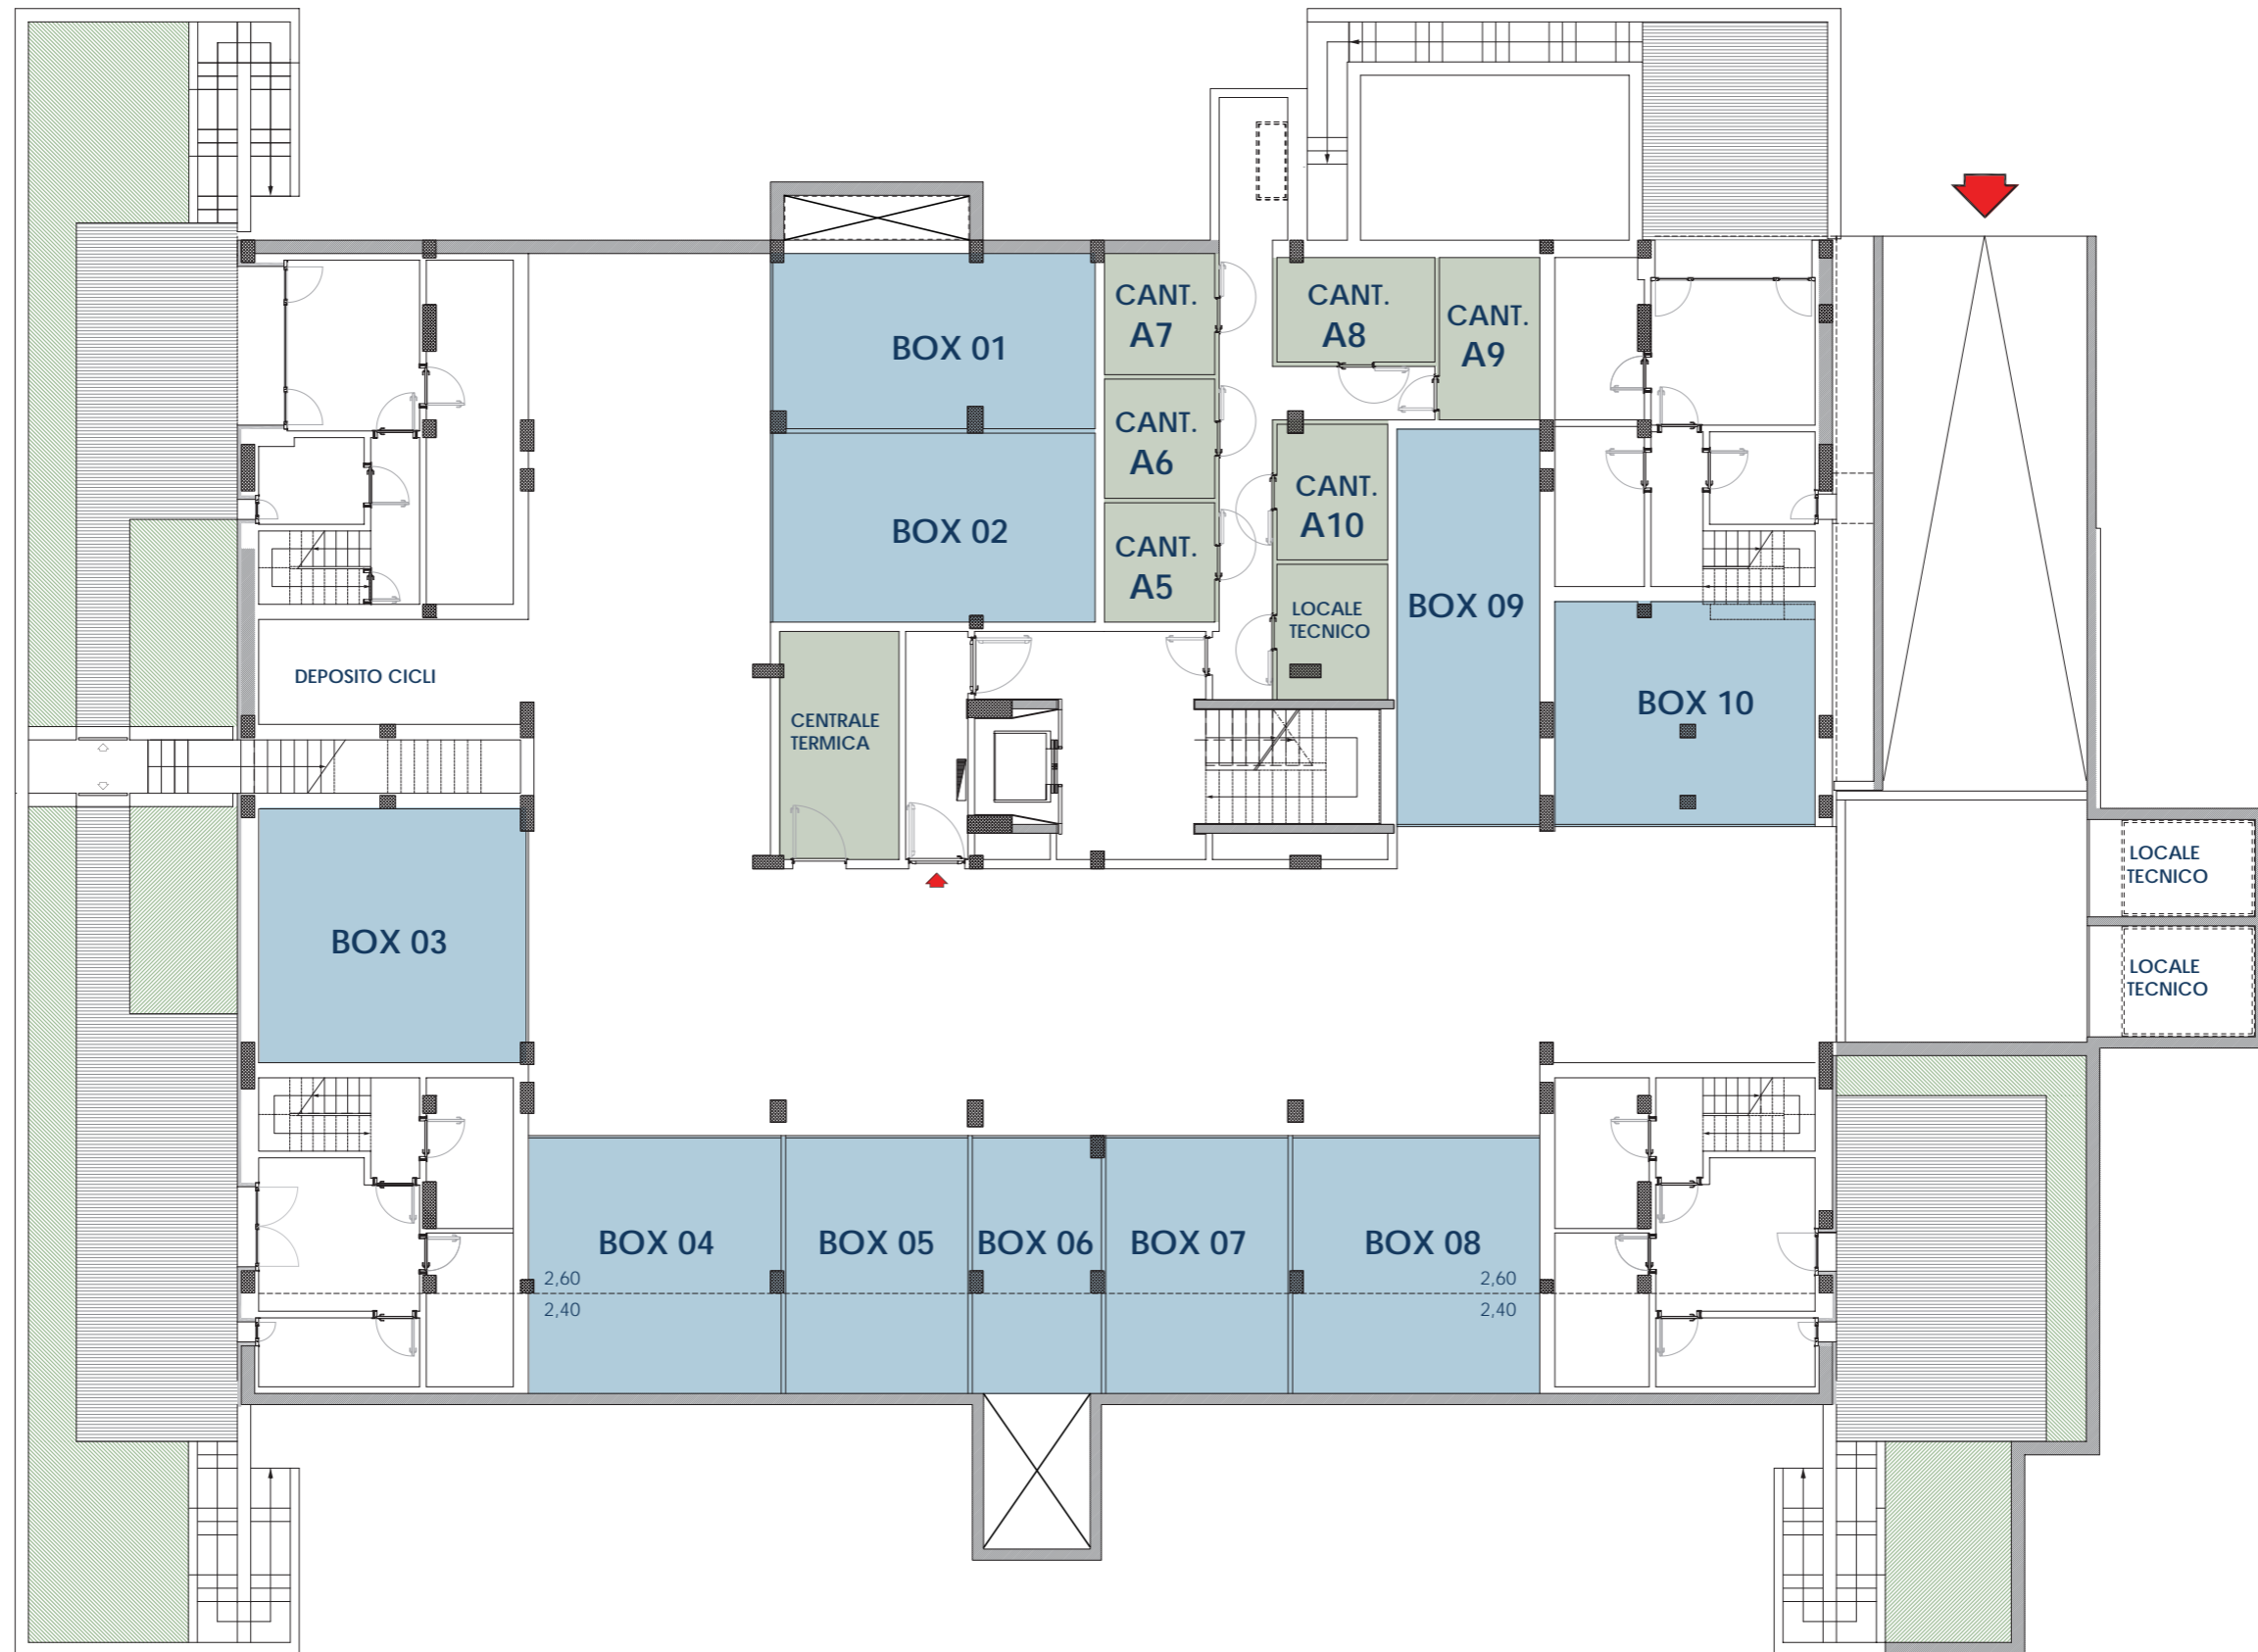 CANT.
A7
CANT.
A8
CANT.
A9
BOX 01
CANT.
A6
CANT.
A10
BOX 02
CANT.
A5
BOX 09
LOCALE
TECNICO
DEPOSITO CICLI
BOX 10
CENTRALE
TERMICA
LOCALE
TECNICO
BOX 03
LOCALE
TECNICO
BOX 04
BOX 05
BOX 06
BOX 07
BOX 08
2,60
2,40
2,60
2,40